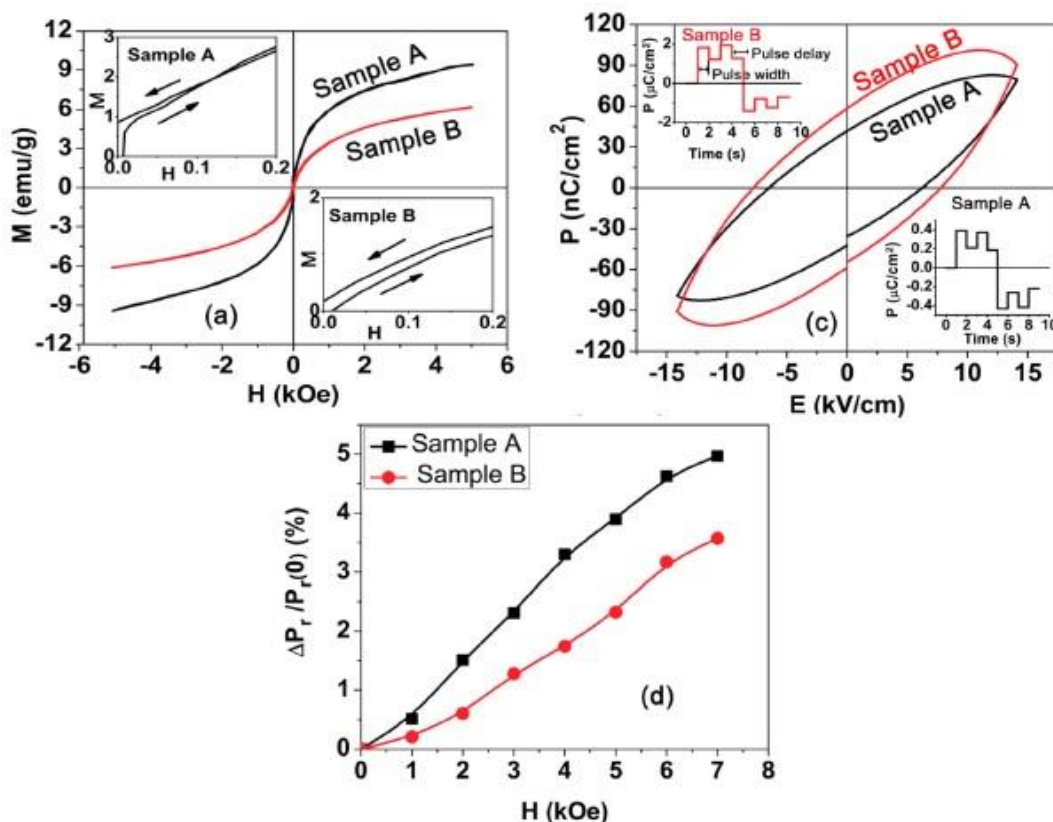 12
9
6
3
0
-3
-6
-9
-12
M (emu/g)
-6 -4 -2 0 2 4 6
H (kOe)
(a)
Sample A
Sample B
Sample A
3
2
1
0
M
0.0 0.1 0.2
H
Sample B
2
1
0
M
0.0 0.1 0.2
H
120
90
60
30
0
-30
-60
-90
-120
P (nC/cm²)
-15 -10 -5 0 5 10 15
E (kV/cm)
(c)
Sample B
Sample A
Sample B
Pulse delay
Pulse width
2
0
-2
P (μC/cm²)
0 2 4 6 8 10
Time (s)
Sample A
0.4
0.2
0.0
-0.2
-0.4
P (μC/cm²)
0 2 4 6 8 10
Time (s)
Sample A
Sample B
5
4
3
2
1
0
ΔPr /Pr(0) (%)
0 1 2 3 4 5 6 7 8
H (kOe)
(d)